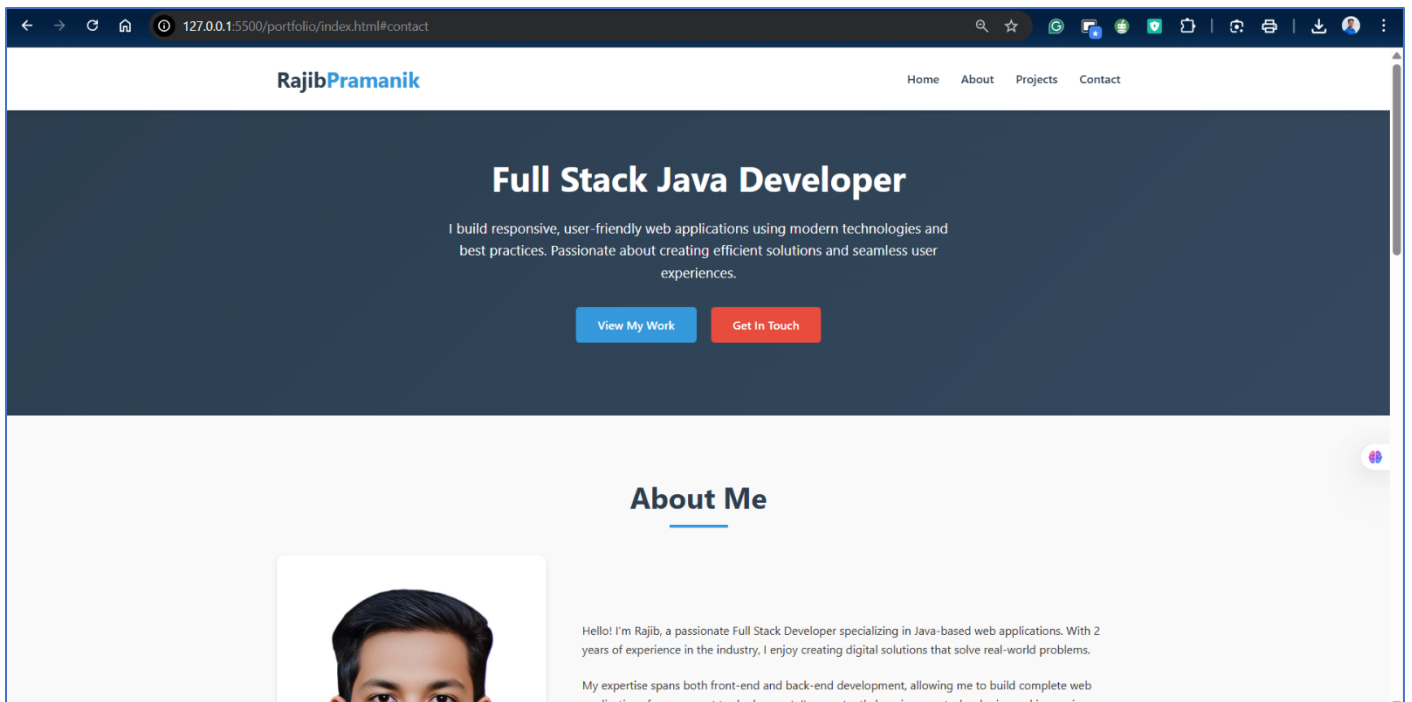 127.0.0.1:5500/portfolio/index.html#contact
RajibPramanik
Home About Projects Contact
Full Stack Java Developer
I build responsive, user-friendly web applications using modern technologies and
best practices. Passionate about creating efficient solutions and seamless user
experiences.
View My Work Get In Touch
About Me
Hello! I'm Rajib, a passionate Full Stack Developer specializing in Java-based web applications. With 2
years of experience in the industry, I enjoy creating digital solutions that solve real-world problems.
My expertise spans both front-end and back-end development, allowing me to build complete web